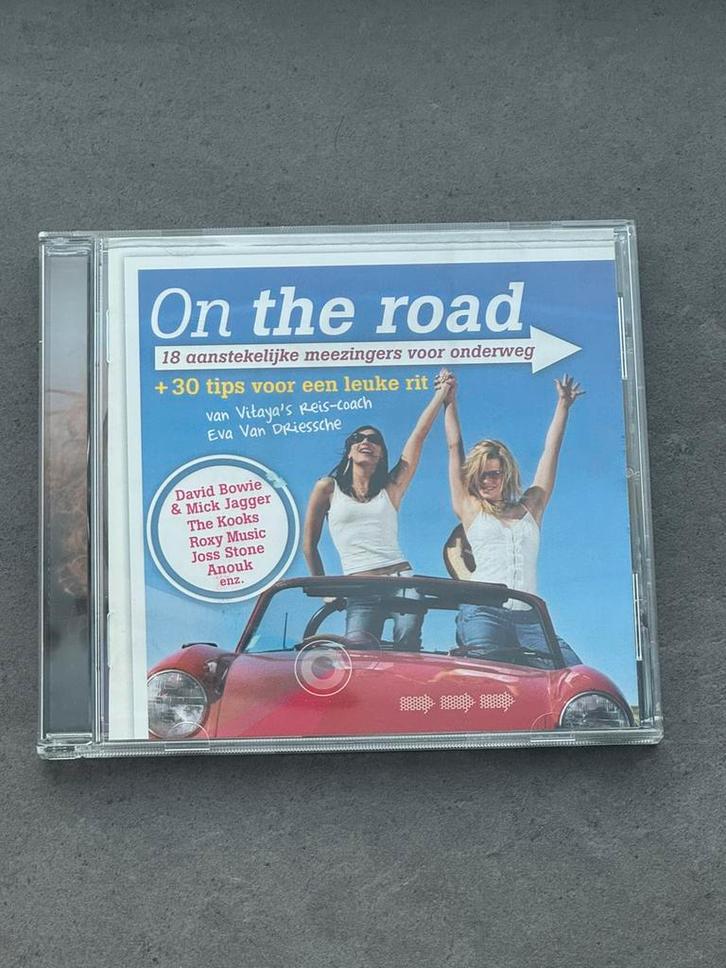 On the road
18 aanstekelijke meezingers voor onderweg
+ 30 tips voor een leuke rit
van Vitaya's Reis-coach
Eva Van DRiessche
David Bowie
& Mick Jagger
The Kooks
Roxy Music
Joss Stone
Anouk
enz.